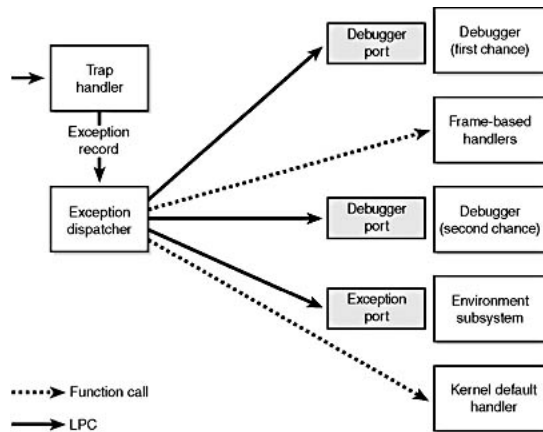 Debugger
port
Debugger
(first chance)
Trap
handler
Exception
record
Frame-based
handlers
Exception
dispatcher
Debugger
port
Debugger
(second chance)
Exception
port
Environment
subsystem
Kernel default
handler
Function call
LPC